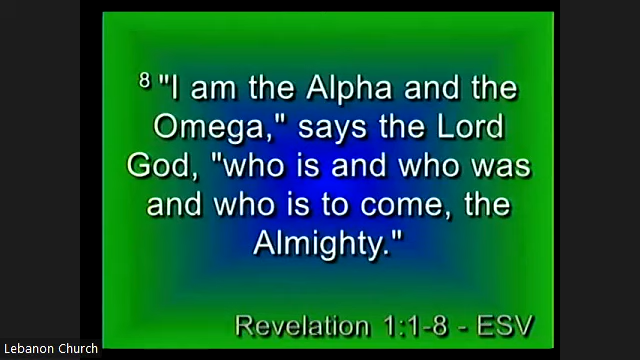 8 "I am the Alpha and the
Omega," says the Lord
God, "who is and who was
and who is to come, the
Almighty."
Revelation 1:1-8 - ESV
Lebanon Church